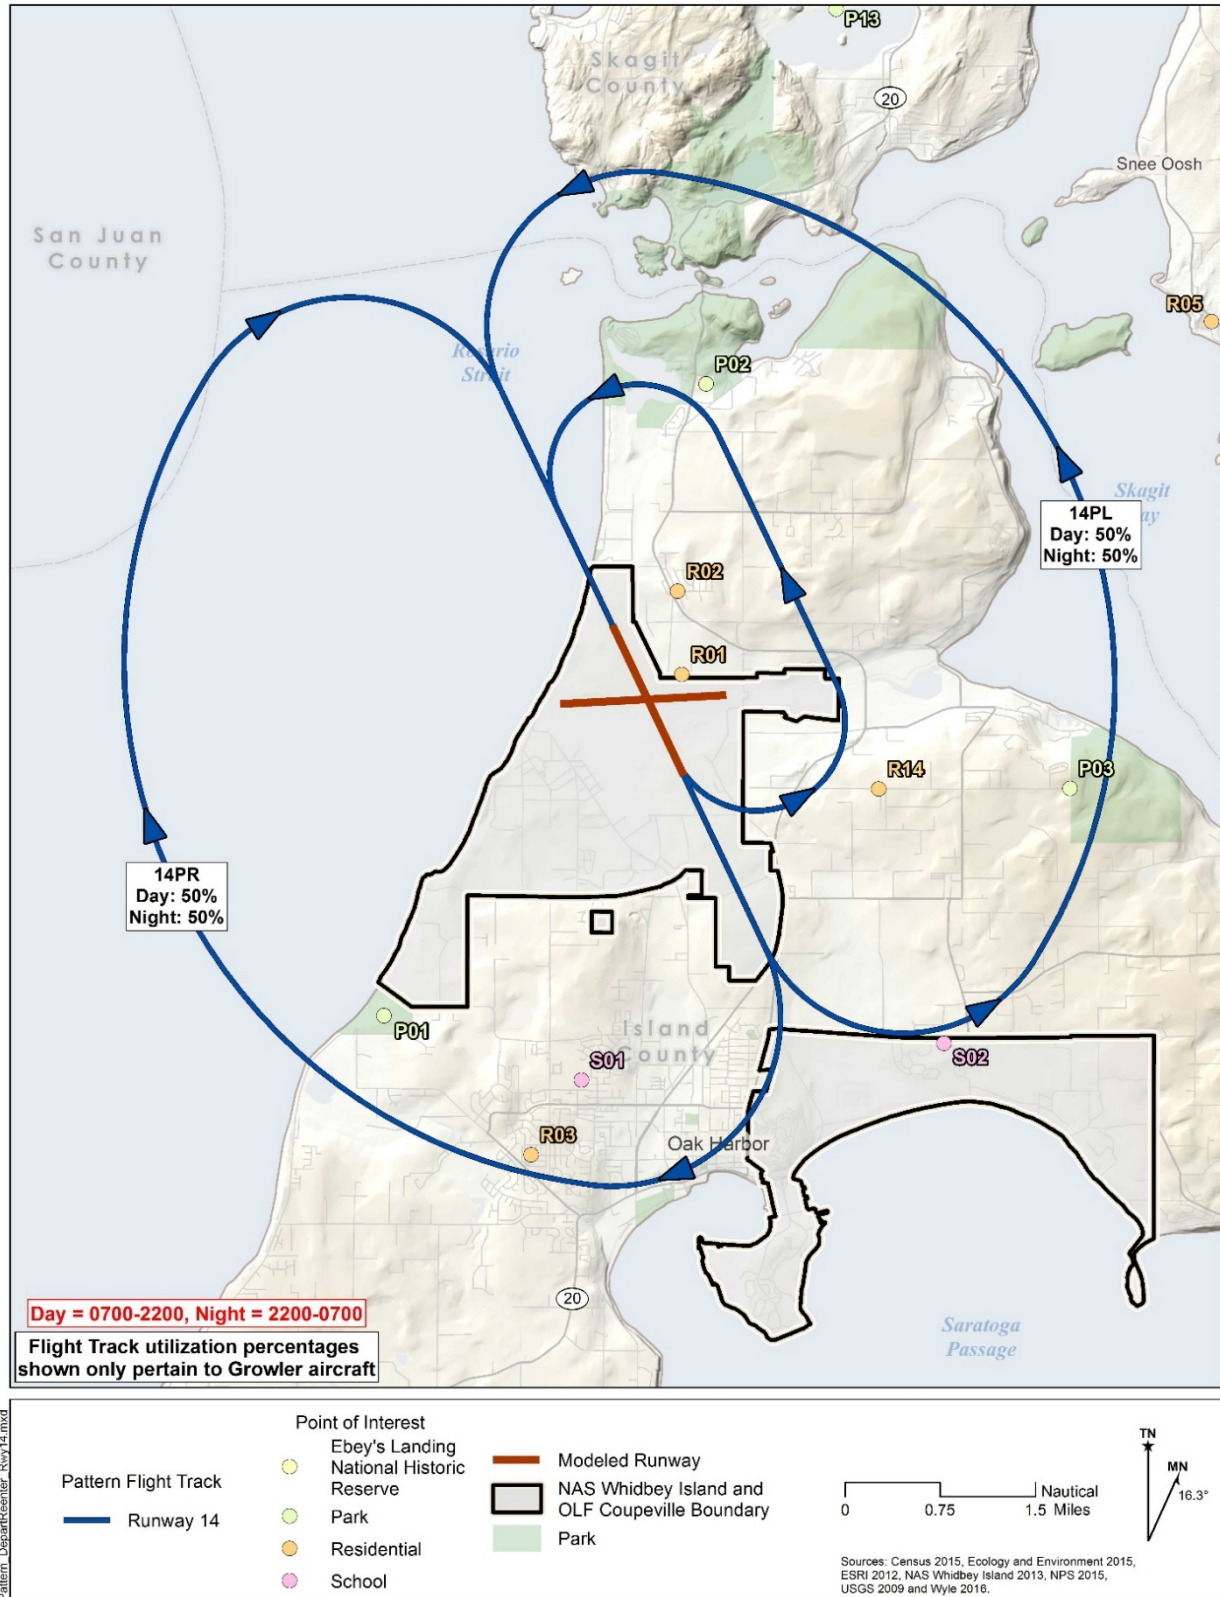 P13
Skagit
County
20
Snee Oosh
San Juan
County
R05
Rosario
Strait
P02
Skagit
14PL
Day: 50%
Night: 50%
R02
R01
R14
P03
14PR
Day: 50%
Night: 50%
P01
Island
County
S01
S02
R03
Oak Harbor
20
Saratoga
Passage
Day = 0700-2200, Night = 2200-0700
Flight Track utilization percentages
shown only pertain to Growler aircraft
Pattern_DepartReenter_Rwy14.mxd
Pattern Flight Track
Runway 14
Point of Interest
Ebey's Landing
National Historic
Reserve
Park
Residential
School
Modeled Runway
NAS Whidbey Island and
OLF Coupeville Boundary
Park
Nautical
0 0.75 1.5 Miles
TN
MN
16.3°
Sources: Census 2015, Ecology and Environment 2015,
ESRI 2012, NAS Whidbey Island 2013, NPS 2015,
USGS 2009 and Wyle 2016.